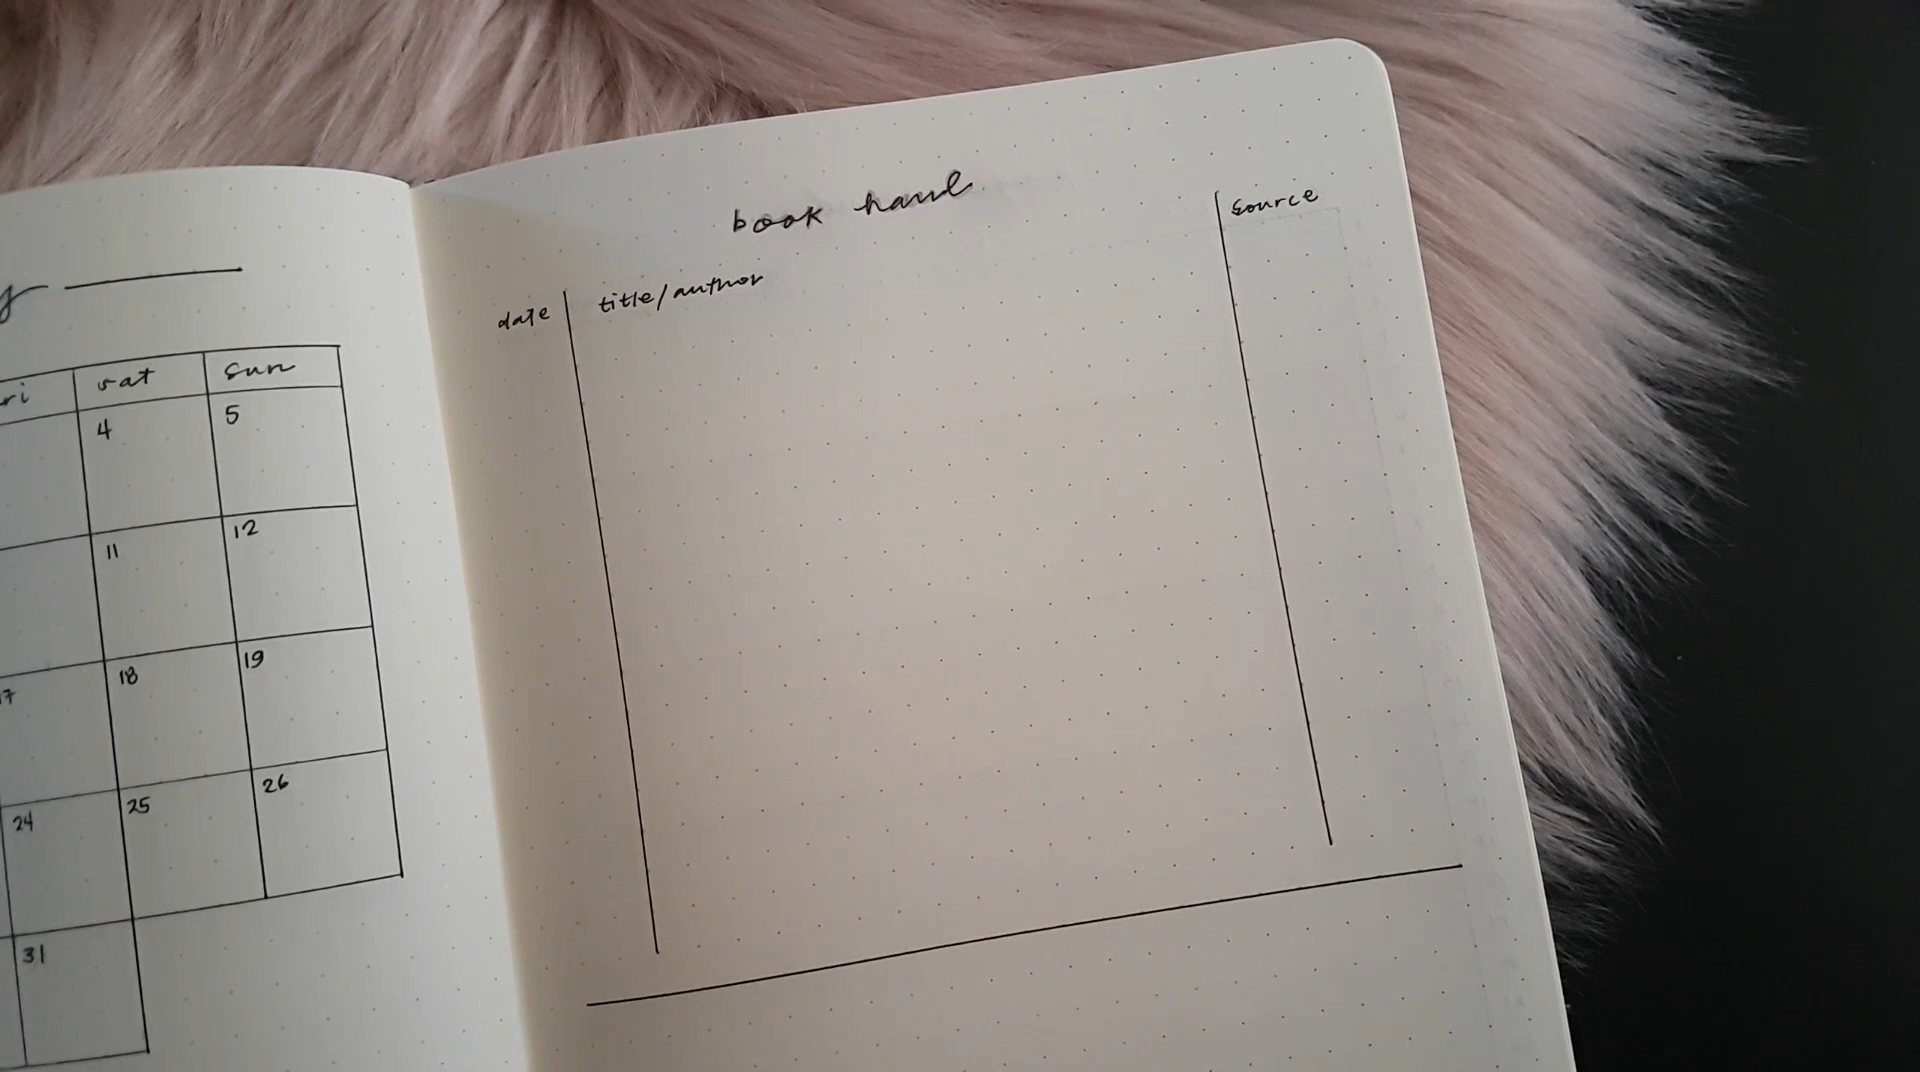 sat sun
4 5
11 12
18 19
24 25 26
31
book haul
date title/author source